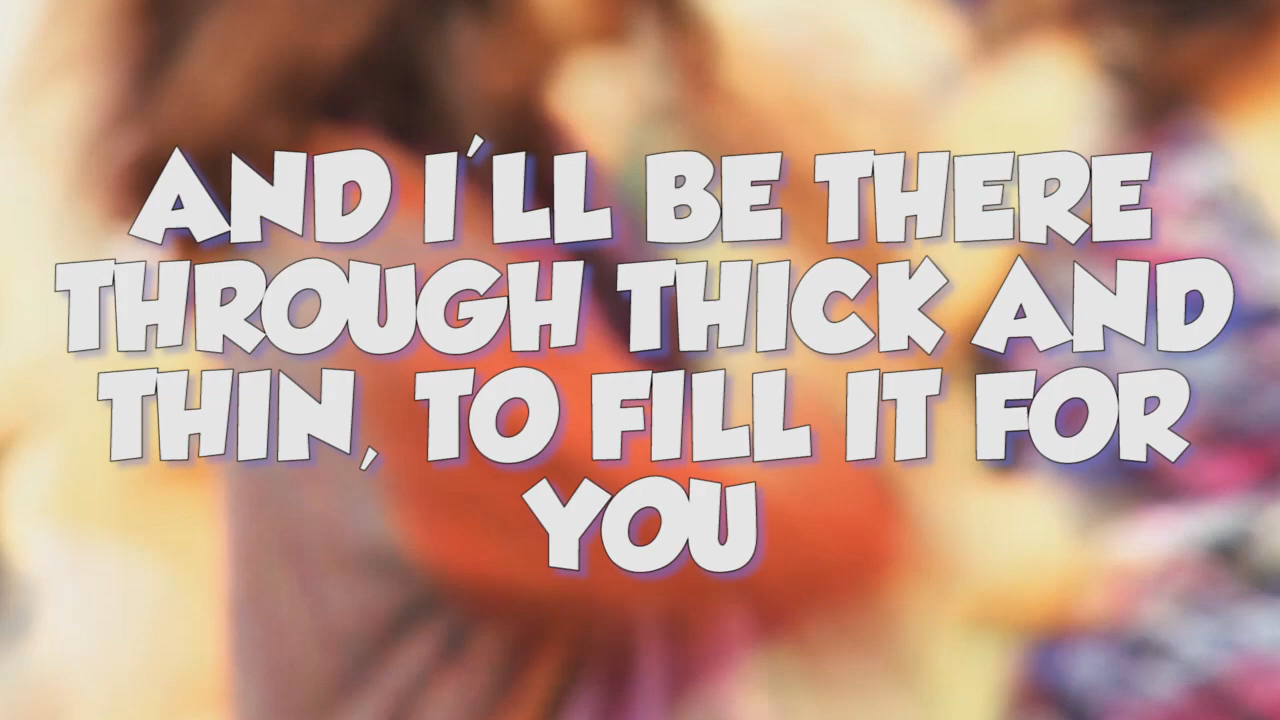 AND I'LL BE THERE
THROUGH THICK AND
THIN, TO FILL IT FOR
YOU